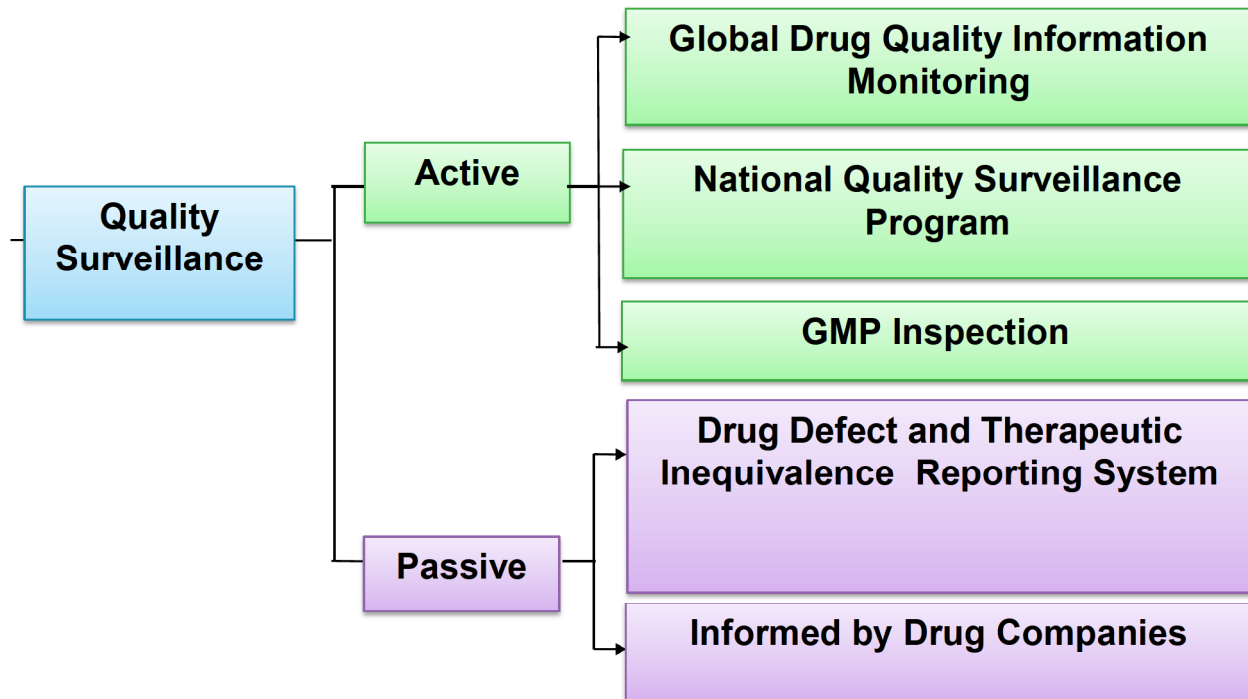 Global Drug Quality Information
Monitoring
Active
National Quality Surveillance
Program
Quality
Surveillance
GMP Inspection
Drug Defect and Therapeutic
Inequivalence  Reporting System
Passive
Informed by Drug Companies